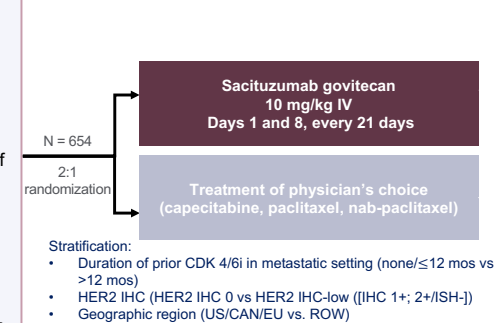 Sacituzumab govitecan
10 mg/kg IV
Days 1 and 8, every 21 days
N = 654
f
2:1
randomization
Treatment of physician's choice
(capecitabine, paclitaxel, nab-paclitaxel)
Stratification:
• Duration of prior CDK 4/6i in metastatic setting (none/≤12 mos vs
>12 mos)
• HER2 IHC (HER2 IHC 0 vs HER2 IHC-low ([IHC 1+; 2+/ISH-])
• Geographic region (US/CAN/EU vs. ROW)